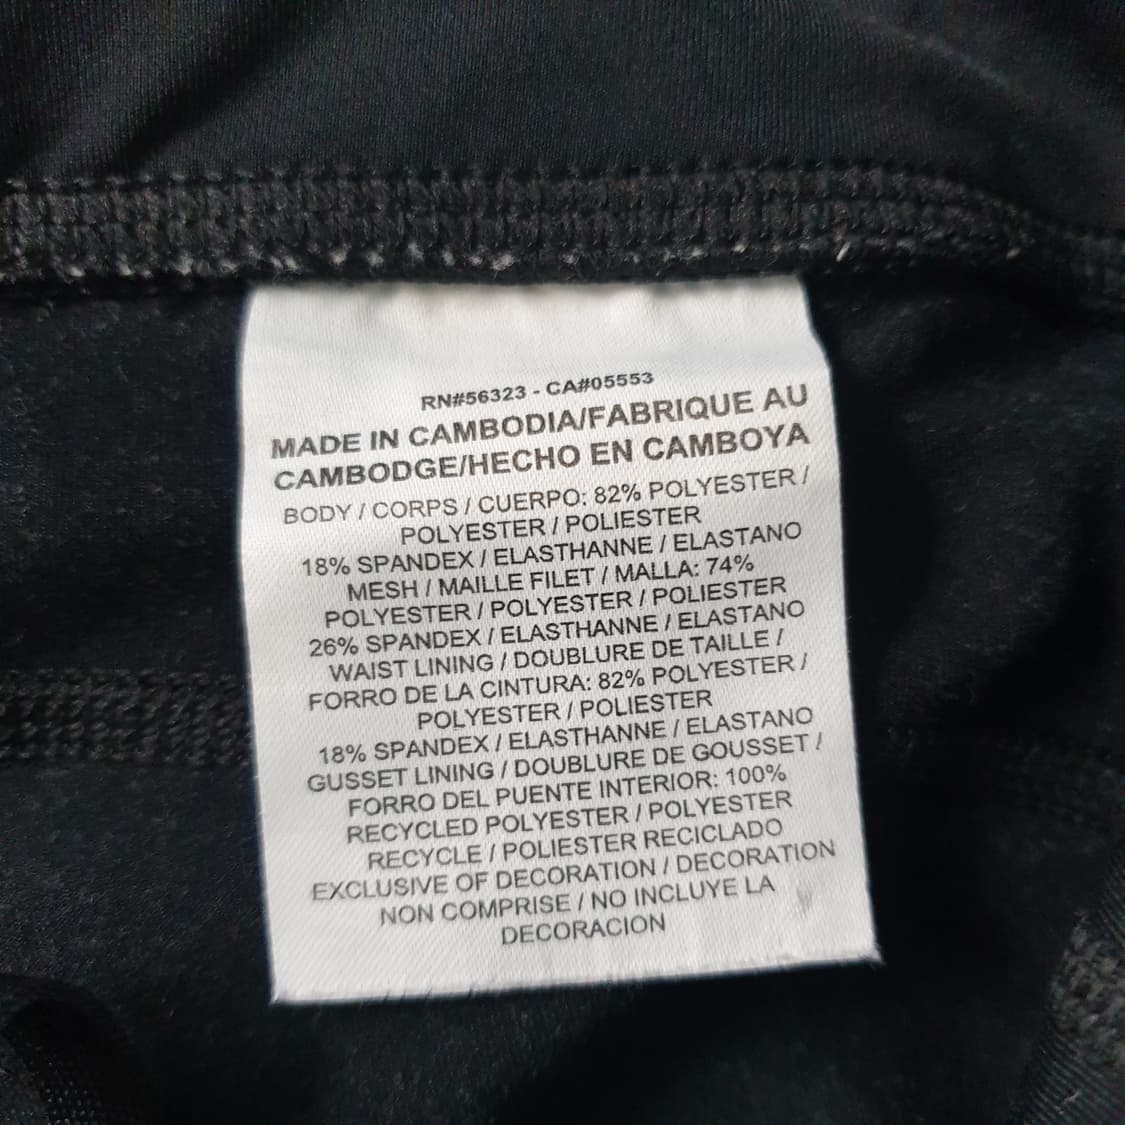 RN#56323 - CA#05553
MADE IN CAMBODIA/FABRIQUE AU
CAMBODGE/HECHO EN CAMBOYA
BODY / CORPS / CUERPO: 82% POLYESTER /
POLYESTER / POLIESTER
18% SPANDEX / ELASTHANNE / ELASTANO
MESH / MAILLE FILET / MALLA: 74%
POLYESTER / POLYESTER / POLIESTER
26% SPANDEX / ELASTHANNE / ELASTANO
WAIST LINING / DOUBLURE DE TAILLE /
FORRO DE LA CINTURA: 82% POLYESTER /
POLYESTER / POLIESTER
18% SPANDEX / ELASTHANNE / ELASTANO
GUSSET LINING / DOUBLURE DE GOUSSET /
FORRO DEL PUENTE INTERIOR: 100%
RECYCLED POLYESTER / POLYESTER
RECYCLE / POLIESTER RECICLADO
EXCLUSIVE OF DECORATION / DECORATION
NON COMPRISE / NO INCLUYE LA
DECORACION